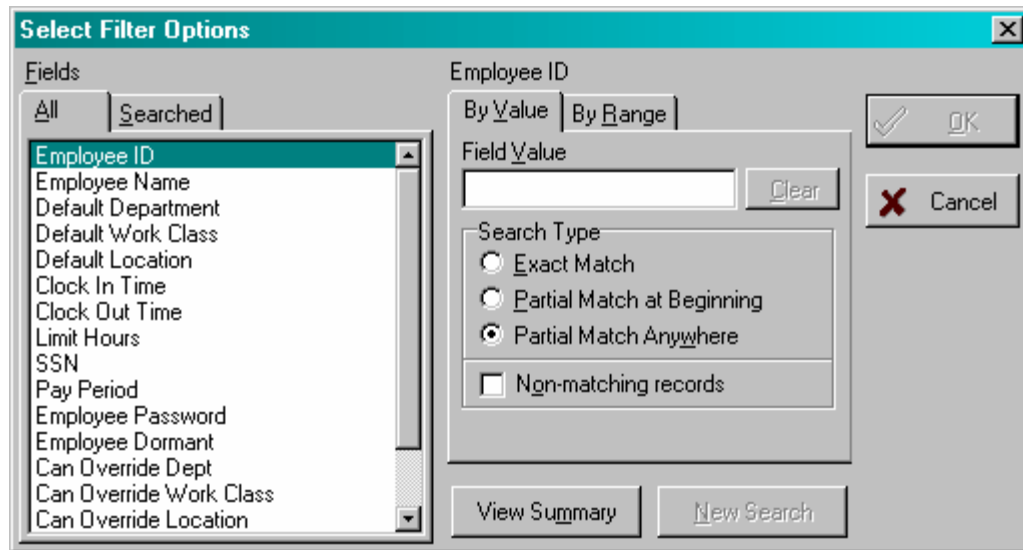 Select Filter Options
Fields
All
Searched
Employee ID
Employee Name
Default Department
Default Work Class
Default Location
Clock In Time
Clock Out Time
Limit Hours
SSN
Pay Period
Employee Password
Employee Dormant
Can Override Dept
Can Override Work Class
Can Override Location
Employee ID
By Value
By Range
Field Value
Clear
Search Type
Exact Match
Partial Match at Beginning
Partial Match Anywhere
Non-matching records
View Summary
New Search
OK
Cancel